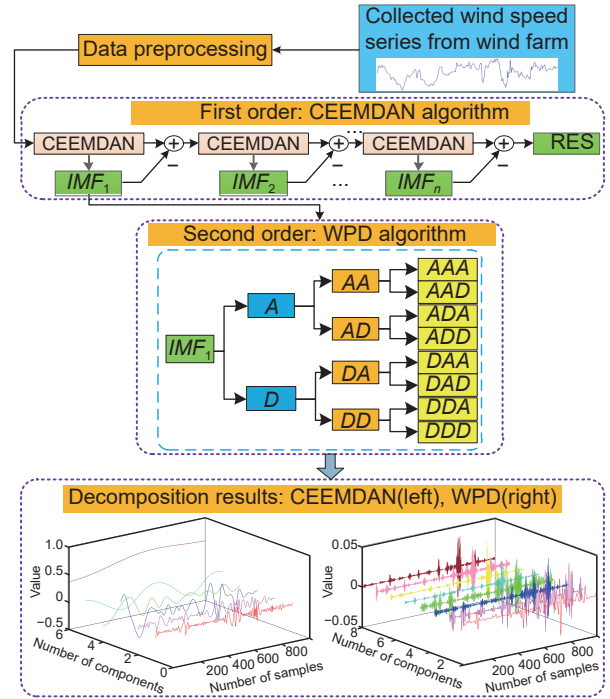 Collected wind speed
series from wind farm
Data preprocessing
First order: CEEMDAN algorithm
CEEMDAN
CEEMDAN
...
CEEMDAN
RES
+
+
+
−
−
−
IMF1
IMF2
...
IMFn
Second order: WPD algorithm
IMF1
A
D
AA
AD
DA
DD
AAA
AAD
ADA
ADD
DAA
DAD
DDA
DDD
Decomposition results: CEEMDAN(left), WPD(right)
1.0
0.5
0
−0.5
Value
6
4
2
0
Number of components
200 400 600 800
Number of samples
0.05
0
−0.05
Value
8
6
4
2
Number of components
200 400 600 800
Number of samples